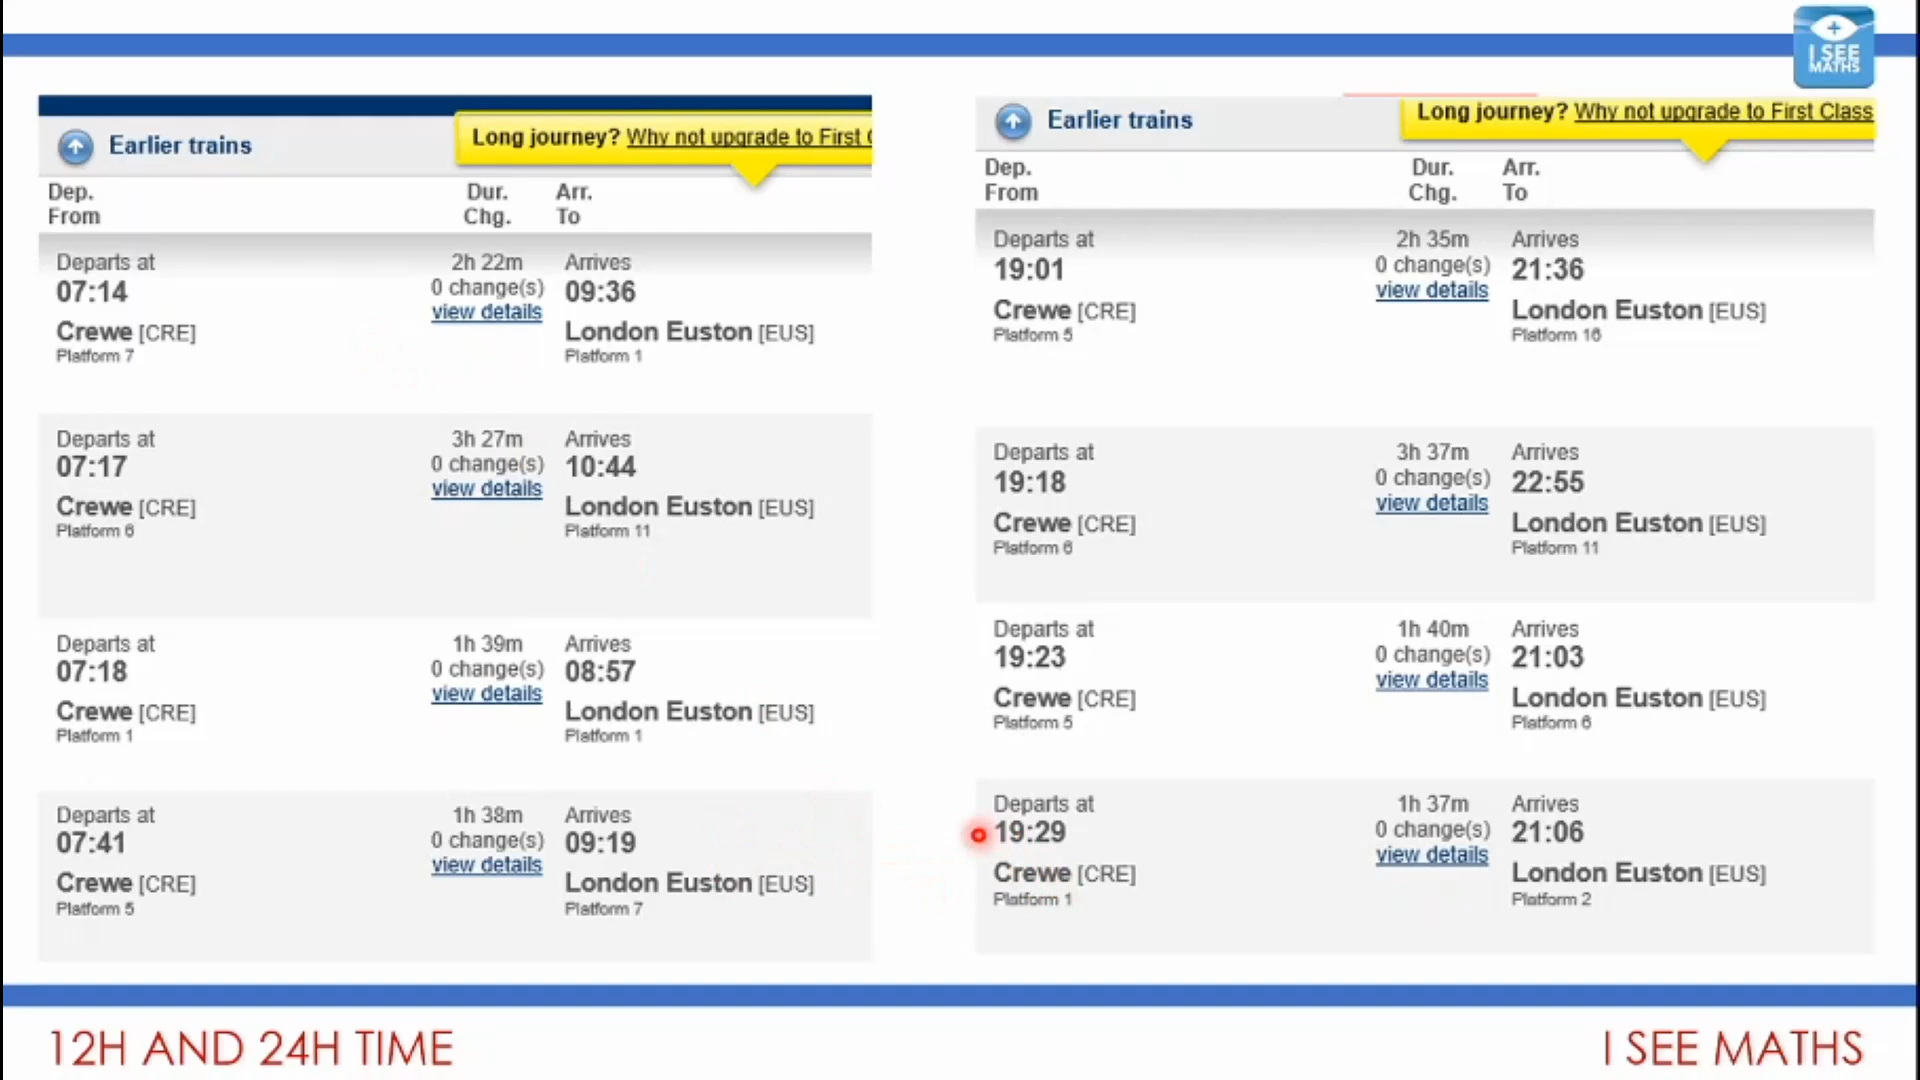 I SEE
MATHS
Earlier trains
Long journey? Why not upgrade to First
Dep.
From
Dur.
Chg.
Arr.
To
Departs at
07:14
Crewe [CRE]
Platform 7
2h 22m
0 change(s)
view details
Arrives
09:36
London Euston [EUS]
Platform 1
Departs at
07:17
Crewe [CRE]
Platform 6
3h 27m
0 change(s)
view details
Arrives
10:44
London Euston [EUS]
Platform 11
Departs at
07:18
Crewe [CRE]
Platform 1
1h 39m
0 change(s)
view details
Arrives
08:57
London Euston [EUS]
Platform 1
Departs at
07:41
Crewe [CRE]
Platform 5
1h 38m
0 change(s)
view details
Arrives
09:19
London Euston [EUS]
Platform 7
Earlier trains
Long journey? Why not upgrade to First Class
Dep.
From
Dur.
Chg.
Arr.
To
Departs at
19:01
Crewe [CRE]
Platform 5
2h 35m
0 change(s)
view details
Arrives
21:36
London Euston [EUS]
Platform 16
Departs at
19:18
Crewe [CRE]
Platform 6
3h 37m
0 change(s)
view details
Arrives
22:55
London Euston [EUS]
Platform 11
Departs at
19:23
Crewe [CRE]
Platform 5
1h 40m
0 change(s)
view details
Arrives
21:03
London Euston [EUS]
Platform 6
Departs at
19:29
Crewe [CRE]
Platform 1
1h 37m
0 change(s)
view details
Arrives
21:06
London Euston [EUS]
Platform 2
12H AND 24H TIME
I SEE MATHS